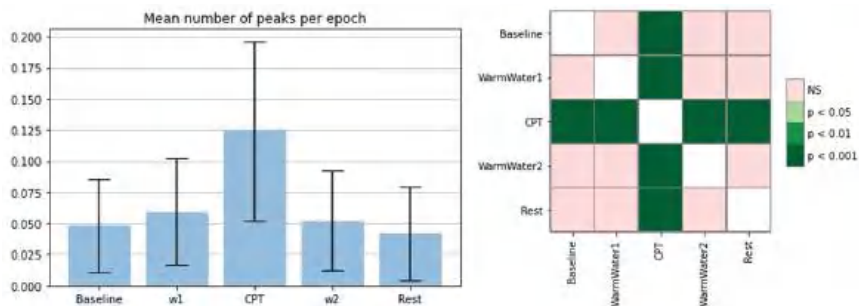 Mean number of peaks per epoch
0.200
0.175
0.150
0.125
0.100
0.075
0.050
0.025
0.000
Baseline w1 CPT w2 Rest
Baseline
WarmWater1
CPT
WarmWater2
Rest
Baseline
WarmWater1
CPT
WarmWater2
Rest
NS
p < 0.05
p < 0.01
p < 0.001